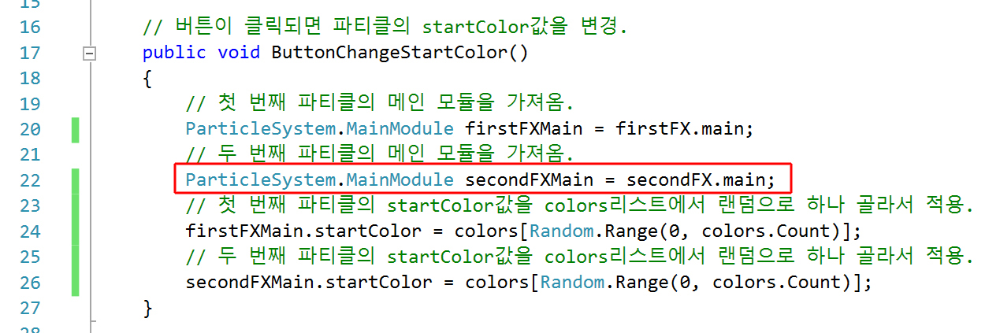 15
16 // 버튼이 클릭되면 파티클의 startColor값을 변경.
17 public void ButtonChangeStartColor()
18 {
19 // 첫 번째 파티클의 메인 모듈을 가져옴.
20 ParticleSystem.MainModule firstFXMain = firstFX.main;
21 // 두 번째 파티클의 메인 모듈을 가져옴.
22 ParticleSystem.MainModule secondFXMain = secondFX.main;
23 // 첫 번째 파티클의 startColor값을 colors리스트에서 랜덤으로 하나 골라서 적용.
24 firstFXMain.startColor = colors[Random.Range(0, colors.Count)];
25 // 두 번째 파티클의 startColor값을 colors리스트에서 랜덤으로 하나 골라서 적용.
26 secondFXMain.startColor = colors[Random.Range(0, colors.Count)];
27 }
28